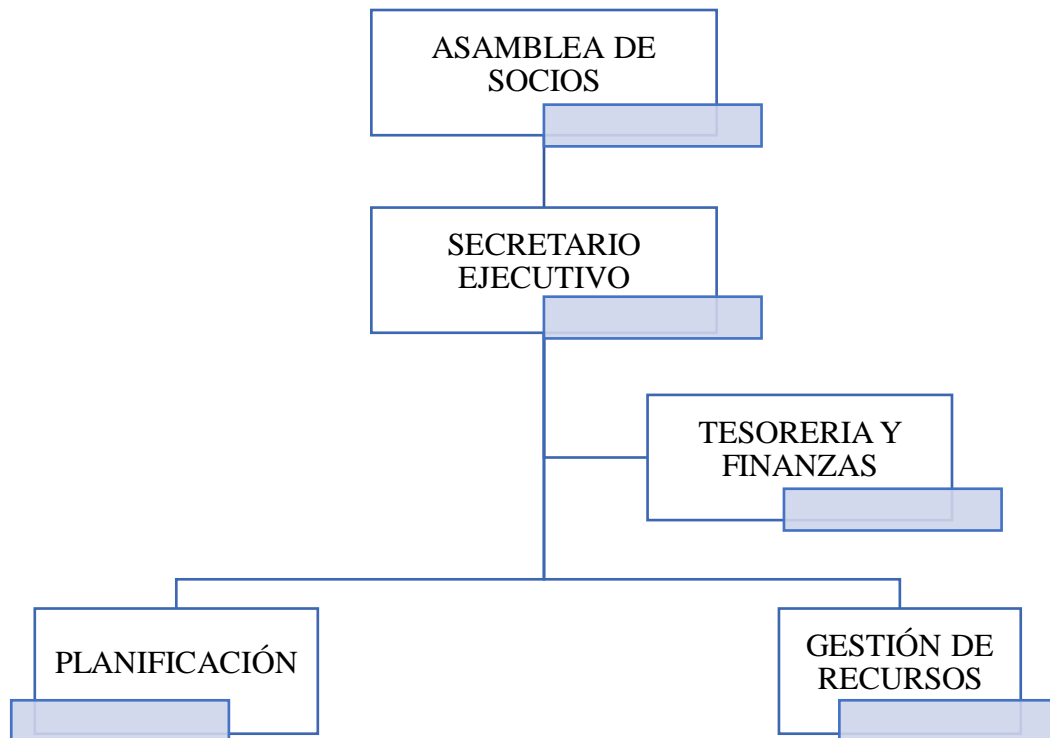 ASAMBLEA DE
SOCIOS
SECRETARIO
EJECUTIVO
TESORERIA Y
FINANZAS
PLANIFICACIÓN
GESTIÓN DE
RECURSOS